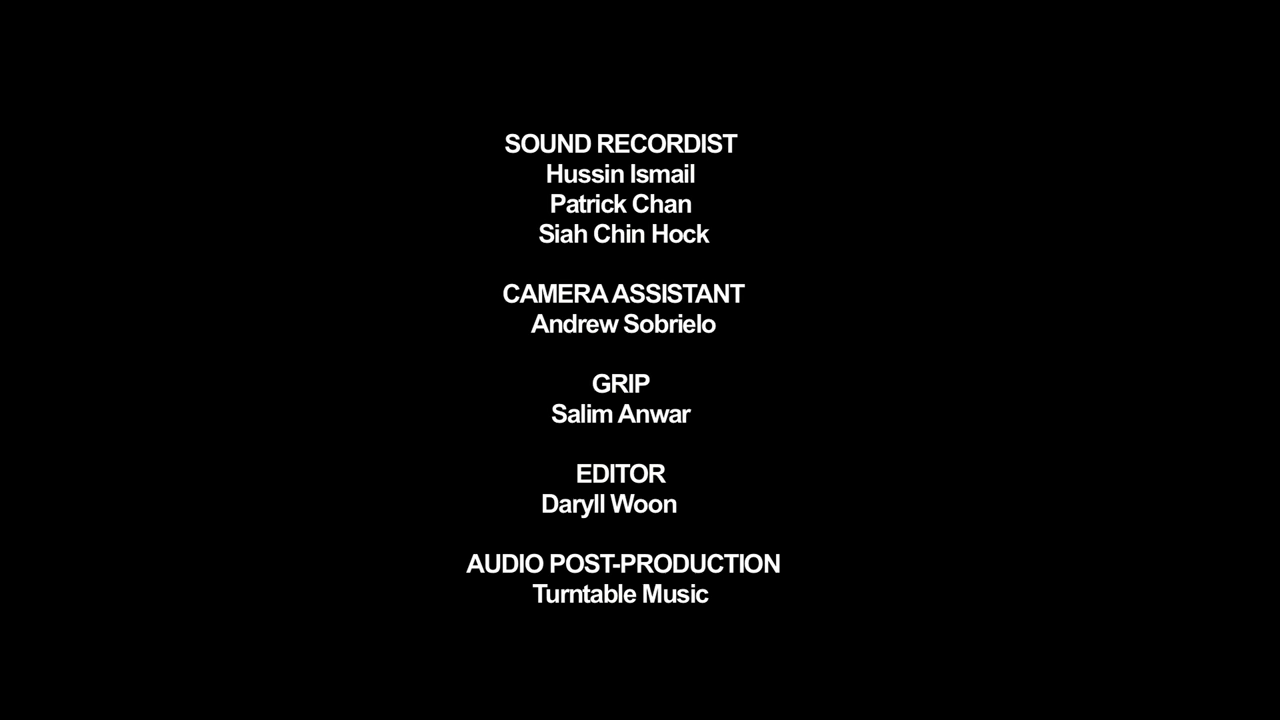 SOUND RECORDIST
Hussin Ismail
Patrick Chan
Siah Chin Hock
CAMERA ASSISTANT
Andrew Sobrielo
GRIP
Salim Anwar
EDITOR
Daryll Woon
AUDIO POST-PRODUCTION
Turntable Music